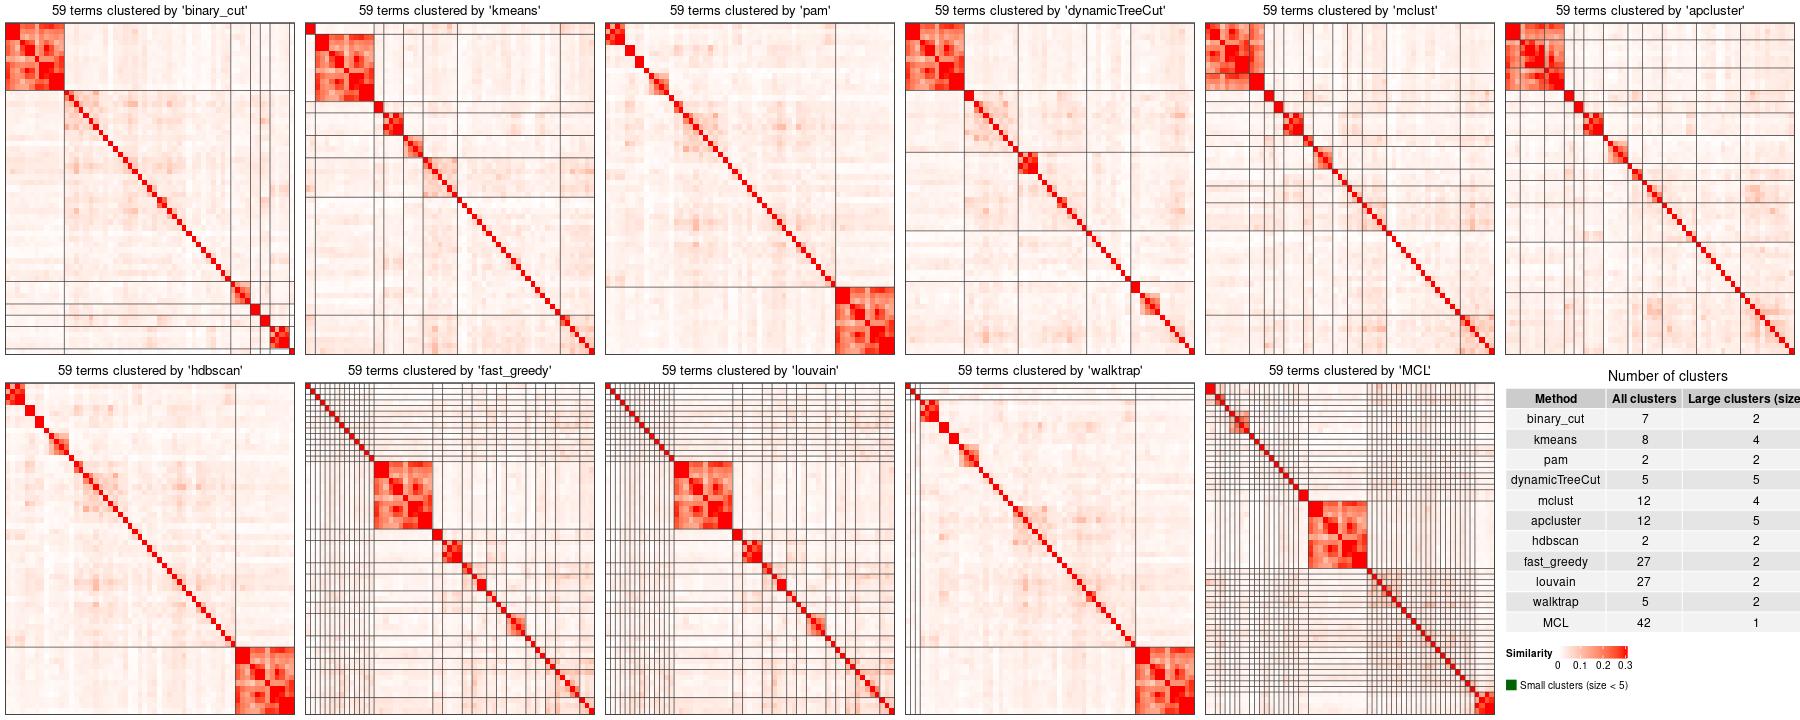 59 terms clustered by 'binary_cut'
59 terms clustered by 'kmeans'
59 terms clustered by 'pam'
59 terms clustered by 'dynamicTreeCut'
59 terms clustered by 'mclust'
59 terms clustered by 'apcluster'
59 terms clustered by 'hdbscan'
59 terms clustered by 'fast_greedy'
59 terms clustered by 'louvain'
59 terms clustered by 'walktrap'
59 terms clustered by 'MCL'
Number of clusters
Method All clusters Large clusters (size
binary_cut 7 2
kmeans 8 4
pam 2 2
dynamicTreeCut 5 5
mclust 12 4
apcluster 12 5
hdbscan 2 2
fast_greedy 27 2
louvain 27 2
walktrap 5 2
MCL 42 1
Similarity
0 0.1 0.2 0.3
Small clusters (size < 5)